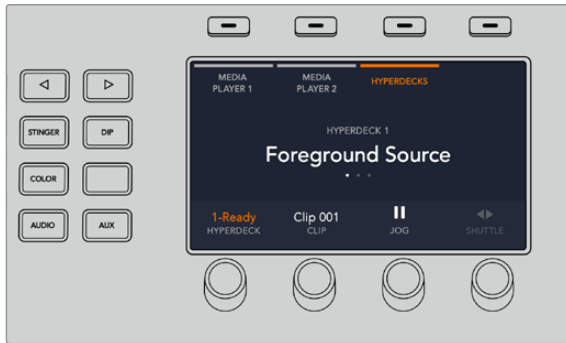 MEDIA
PLAYER 1
MEDIA
PLAYER 2
HYPERDECKS
STINGER
DIP
HYPERDECK 1
Foreground Source
COLOR
1-Ready
HYPERDECK
Clip 001
CLIP
JOG
SHUTTLE
AUDIO
AUX